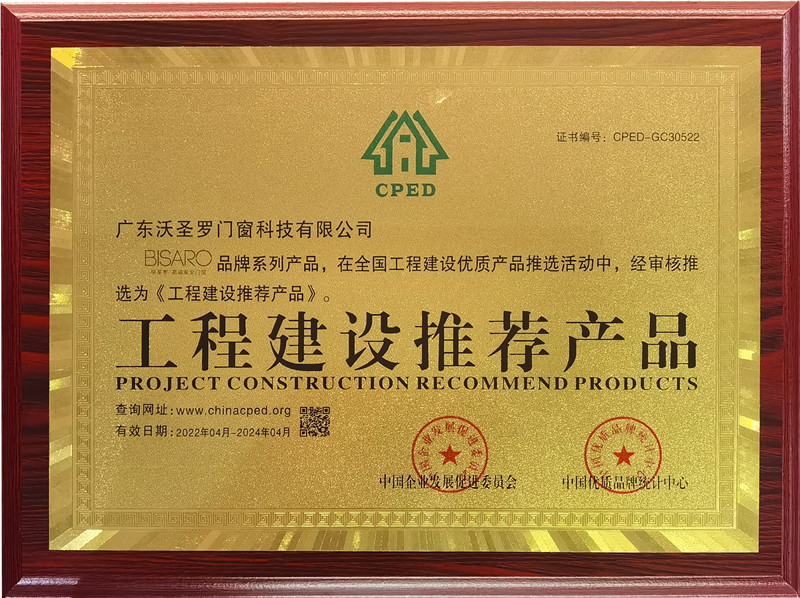 证书编号：CPED-GC30522
CPED
广东沃圣罗门窗科技有限公司
BISARO 品牌系列产品，在全国工程建设优质产品推选活动中，经审核推
选为《工程建设推荐产品》。
工程建设推荐产品
PROJECT CONSTRUCTION RECOMMEND PRODUCTS
查询网址：www.chinacped.org
有效日期：2022年04月-2024年04月
中国企业发展促进委员会
中国优质品牌统计中心